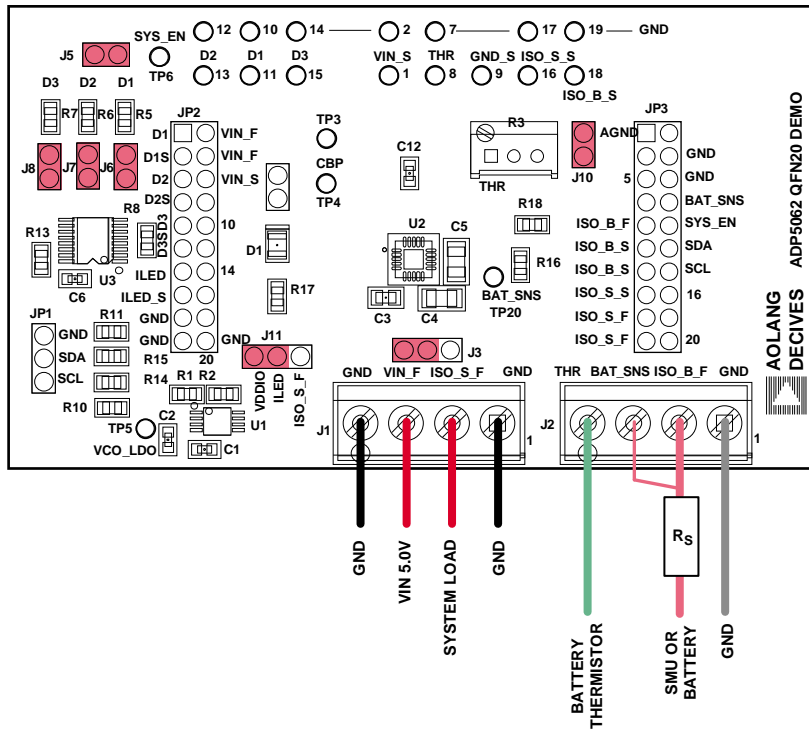 SYS_EN
12
10
14
2
7
17
19
GND
J5
TP6
D2
D1
D3
VIN_S
THR
GND_S
ISO_S_S
13
11
15
1
8
9
16
18
ISO_B_S
D3
D2
D1
R7
R6
R5
JP2
D1
VIN_F
D1S
VIN_F
D2
VIN_S
D2S
D3
10
D3S
ILED
14
ILED_S
GND
GND
GND
20
J8
J7
J6
R8
R13
U3
C6
D1
R17
TP3
CBP
TP4
C12
R3
THR
J10
AGND
JP3
GND
5
GND
BAT_SNS
ISO_B_F
SYS_EN
ISO_B_S
SDA
ISO_B_S
SCL
ISO_S_S
16
ISO_S_F
ISO_S_F
20
U2
C5
R18
R16
BAT_SNS
TP20
C3
C4
JP1
GND
SDA
SCL
R11
R15
R14
R10
R1
R2
TP5
VCO_LDO
C2
U1
C1
J11
VDDIO
ILED
ISO_S_F
J3
GND
VIN_F
ISO_S_F
GND
J1
1
THR
BAT_SNS
ISO_B_F
GND
J2
1
AOLANG
DECIVES
ADP5062 QFN20 DEMO
GND
VIN 5.0V
SYSTEM LOAD
GND
RS
BATTERY
THERMISTOR
SMU OR
BATTERY
GND